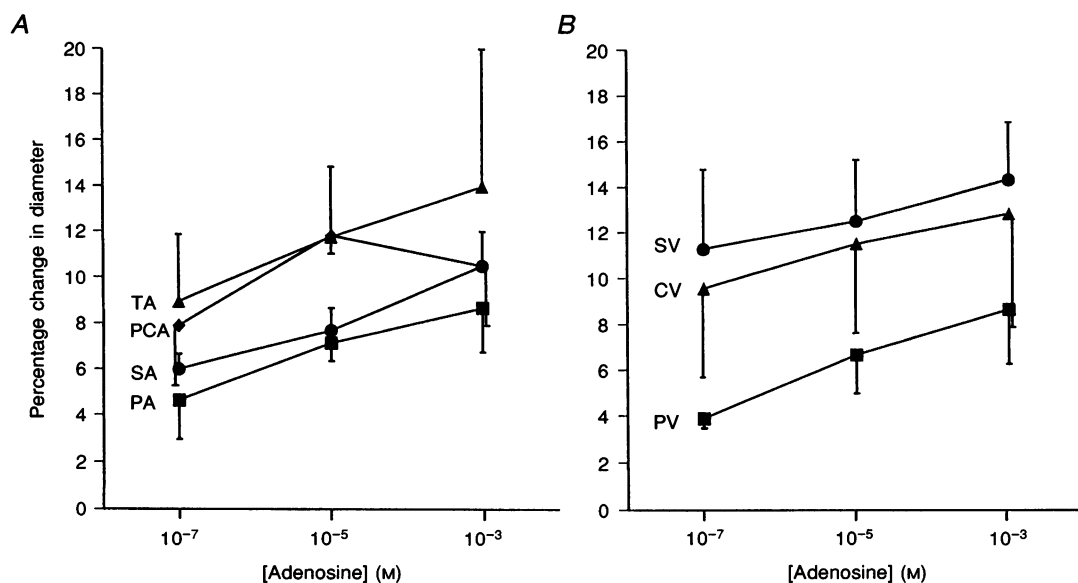 A
B
Percentage change in diameter
20
18
16
14
12
10
8
6
4
2
0
TA
PCA
SA
PA
10⁻⁷
10⁻⁵
10⁻³
[Adenosine] (M)
20
18
16
14
12
10
8
6
4
2
0
SV
CV
PV
10⁻⁷
10⁻⁵
10⁻³
[Adenosine] (M)